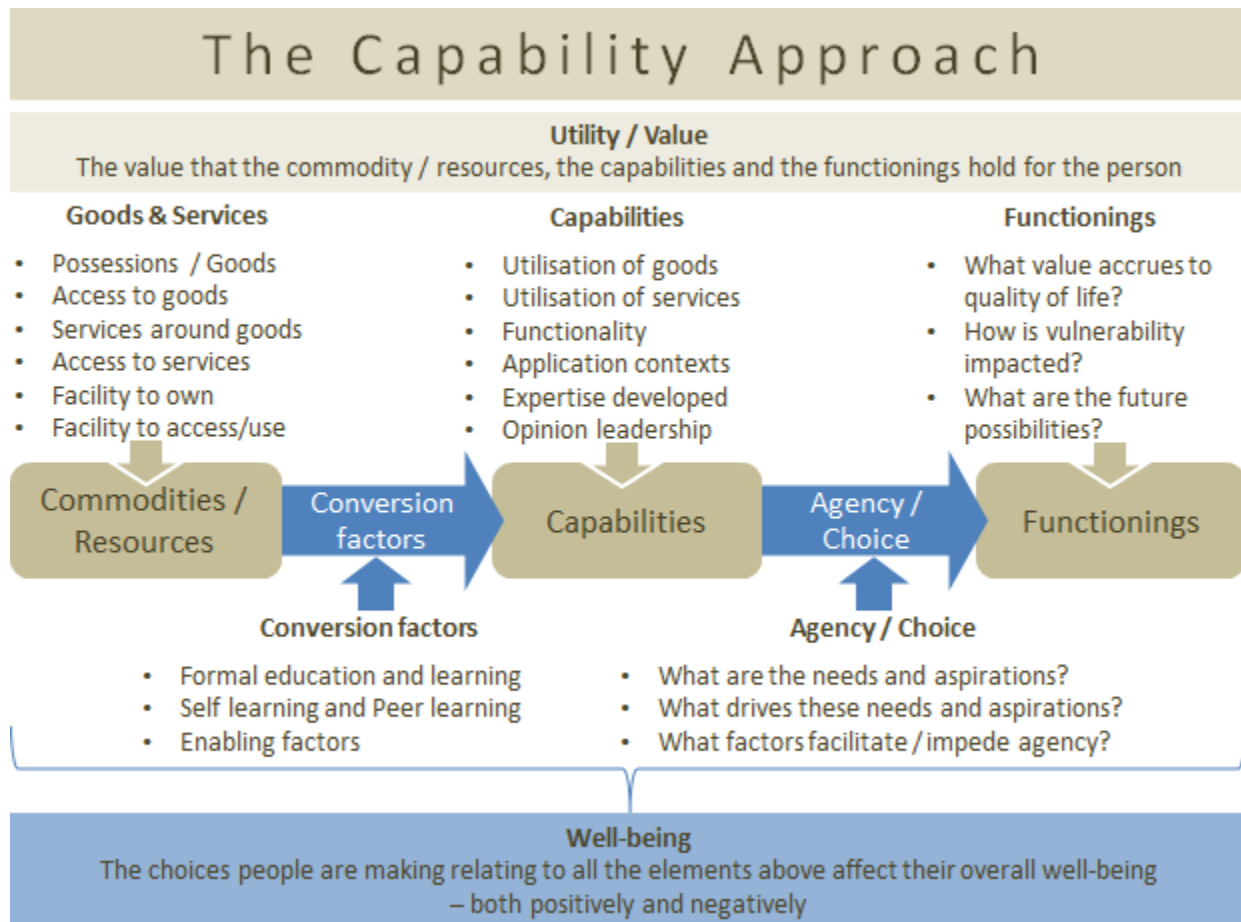 The Capability Approach
Utility / Value
The value that the commodity / resources, the capabilities and the functionings hold for the person
Goods & Services
• Possessions / Goods
• Access to goods
• Services around goods
• Access to services
• Facility to own
• Facility to access/use
Capabilities
• Utilisation of goods
• Utilisation of services
• Functionality
• Application contexts
• Expertise developed
• Opinion leadership
Functionings
• What value accrues to
quality of life?
• How is vulnerability
impacted?
• What are the future
possibilities?
Commodities /
Resources
Conversion
factors
Capabilities
Agency /
Choice
Functionings
Conversion factors
• Formal education and learning
• Self learning and Peer learning
• Enabling factors
Agency / Choice
• What are the needs and aspirations?
• What drives these needs and aspirations?
• What factors facilitate / impede agency?
Well-being
The choices people are making relating to all the elements above affect their overall well-being
– both positively and negatively